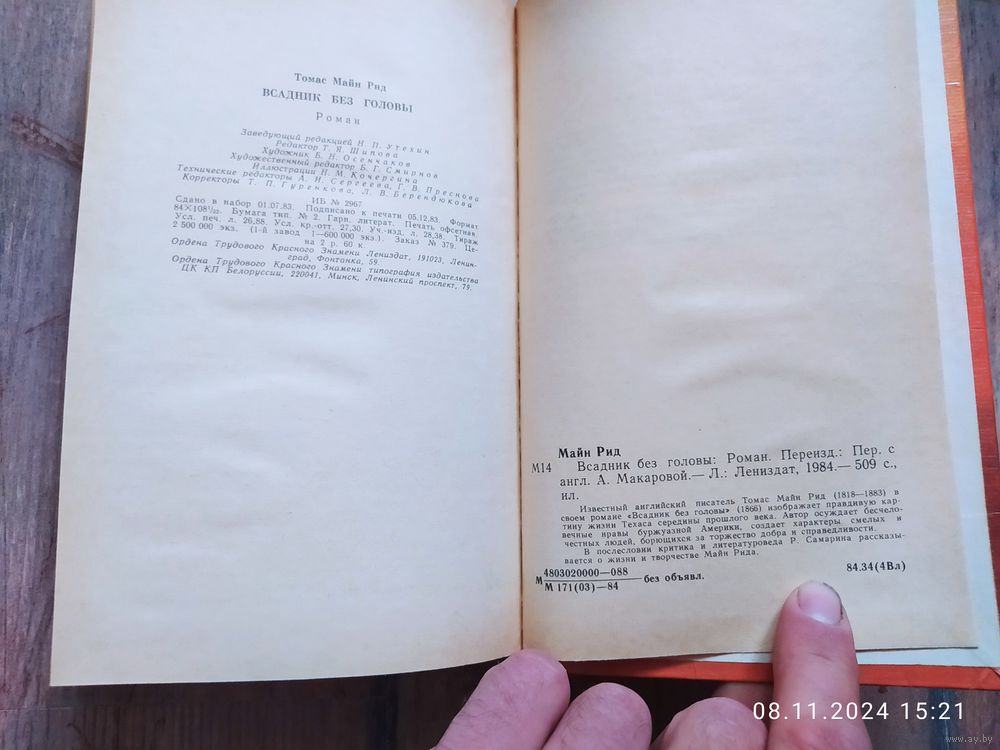 Томас Майн Рид
ВСАДНИК БЕЗ ГОЛОВЫ
Роман
Заведующий редакцией Н. П. Утехин
Редактор Т. Я. Шипова
Художник Б. Н. Осенчаков
Художественный редактор Б. Г. Смирнов
Иллюстрации Н. М. Кочергина
Технические редакторы А. И. Сергеева, Г. В. Преснова
Корректоры Т. П. Гуренкова, Л. В. Берендюкова
ИБ № 2967
Сдано в набор 01.07.83. Подписано к печати 05.12.83. Формат
84×108¹/₃₂. Бумага тип. № 2. Гарн. литерат. Печать офсетная.
Усл. печ. л. 26,88. Усл. кр.-отт. 27,30. Уч.-изд. л. 28,38. Тираж
2 500 000 экз. (1-й завод 1—600 000 экз.). Заказ № 379. Це-
на 2 р. 60 к.
Ордена Трудового Красного Знамени Лениздат, 191023, Ленин-
град, Фонтанка, 59.
Ордена Трудового Красного Знамени типография издательства
ЦК КП Белоруссии, 220041, Минск, Ленинский проспект, 79.
Майн Рид
М14 Всадник без головы: Роман. Переизд.: Пер. с
англ. А. Макаровой.— Л.: Лениздат, 1984.— 509 с.,
ил.
Известный английский писатель Томас Майн Рид (1818—1883) в
своем романе «Всадник без головы» (1866) изображает правдивую кар-
тину жизни Техаса середины прошлого века. Автор осуждает бесчело-
вечные нравы буржуазной Америки, создает характеры смелых и
честных людей, борющихся за торжество добра и справедливости.
В послесловии критика и литературоведа Р. Самарина рассказы-
вается о жизни и творчестве Майн Рида.
М 4803020000—088 без объявл. 84.34(4Вл)
М 171(03)—84
08.11.2024 15:21
www.ay.by